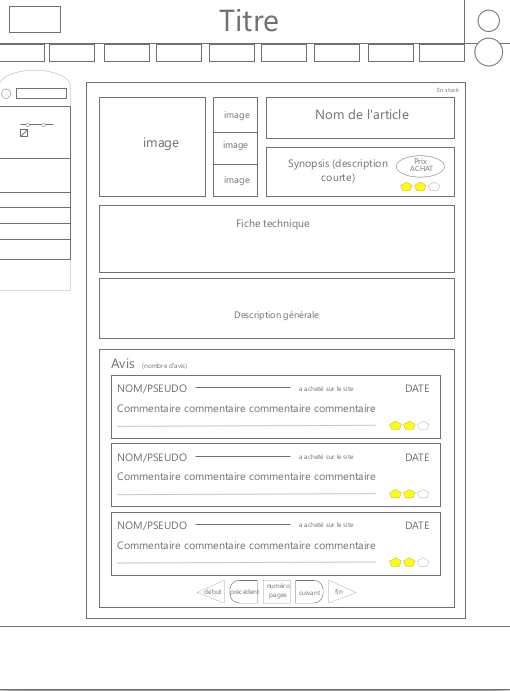 Titre
En stock
image
image
image
image
Nom de l'article
Synopsis (description
courte)
Prix
ACHAT
Fiche technique
Description générale
Avis (nombre d'avis)
NOM/PSEUDO a acheté sur le site DATE
Commentaire commentaire commentaire commentaire
NOM/PSEUDO a acheté sur le site DATE
Commentaire commentaire commentaire commentaire
NOM/PSEUDO a acheté sur le site DATE
Commentaire commentaire commentaire commentaire
début précédent numéro pages suivant fin